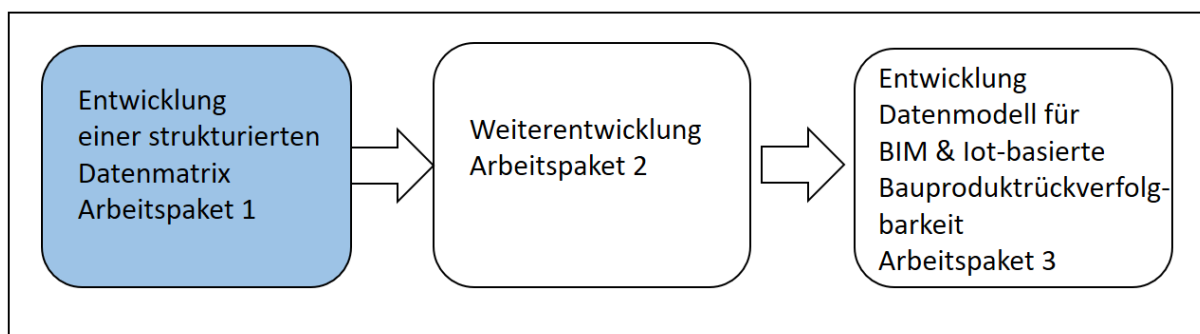 Entwicklung
einer strukturierten
Datenmatrix
Arbeitspaket 1
Weiterentwicklung
Arbeitspaket 2
Entwicklung
Datenmodell für
BIM & Iot-basierte
Bauproduktrückverfolg-
barkeit
Arbeitspaket 3